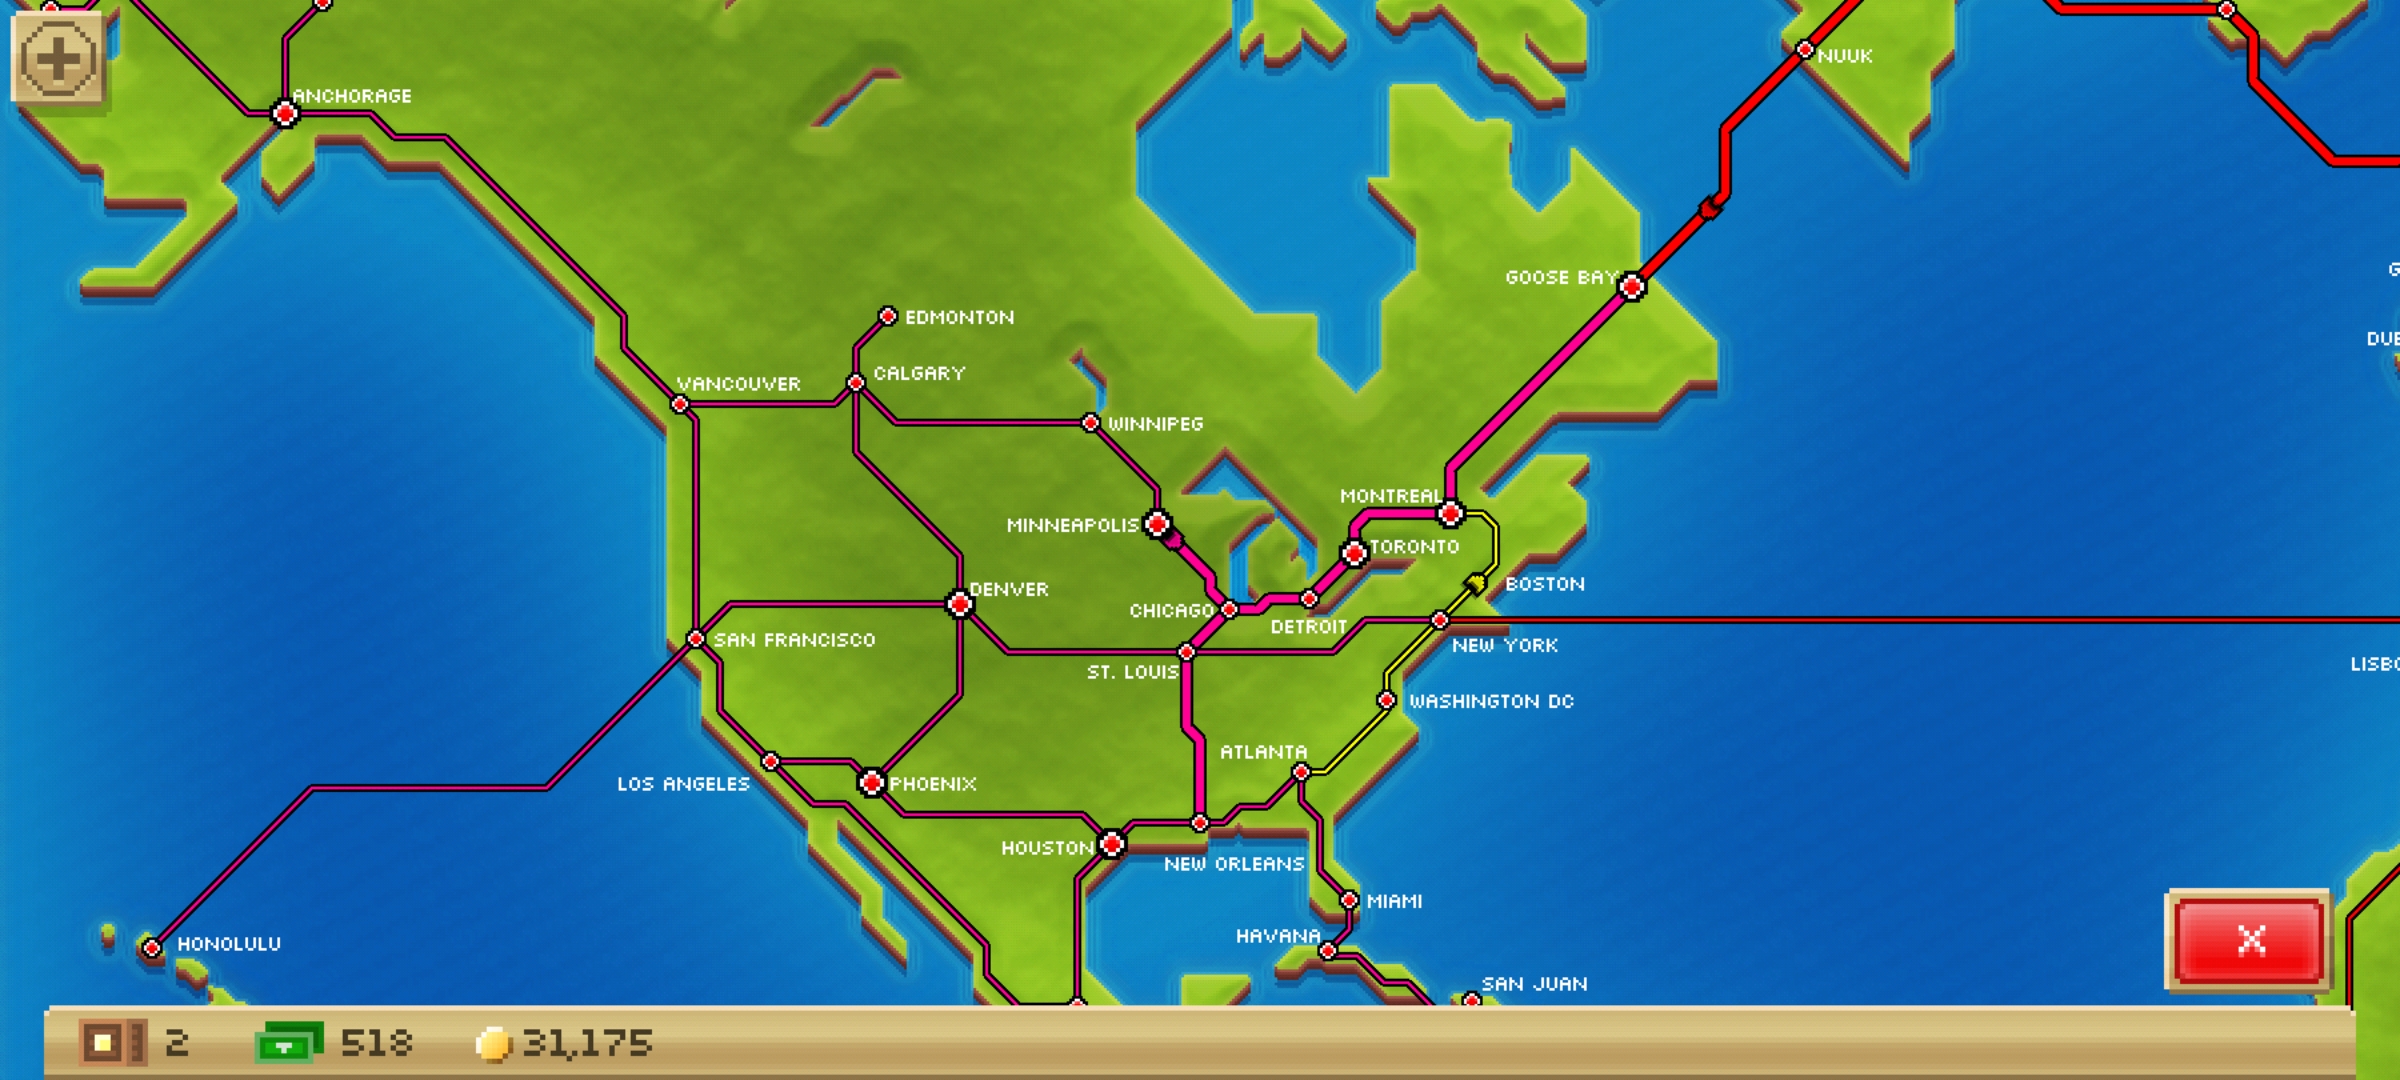 NUUK
ANCHORAGE
GOOSE BAY
EDMONTON
CALGARY
VANCOUVER
WINNIPEG
MONTREAL
MINNEAPOLIS
TORONTO
BOSTON
DENVER
CHICAGO
DETROIT
SAN FRANCISCO
NEW YORK
ST. LOUIS
WASHINGTON DC
ATLANTA
LOS ANGELES
PHOENIX
HOUSTON
NEW ORLEANS
MIAMI
HAVANA
HONOLULU
SAN JUAN
2 518 31,175